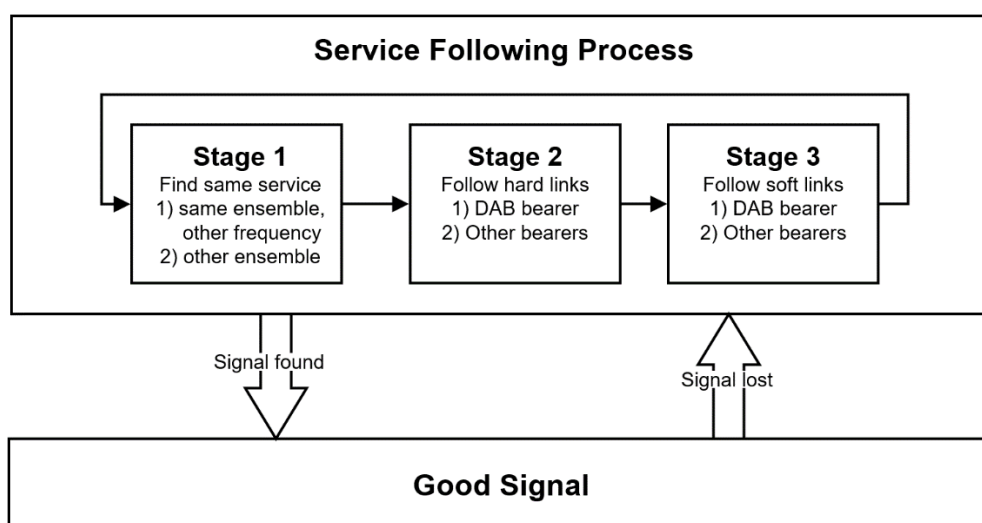 Service Following Process
Stage 1
Find same service
1) same ensemble,
other frequency
2) other ensemble
Stage 2
Follow hard links
1) DAB bearer
2) Other bearers
Stage 3
Follow soft links
1) DAB bearer
2) Other bearers
Signal found
Signal lost
Good Signal